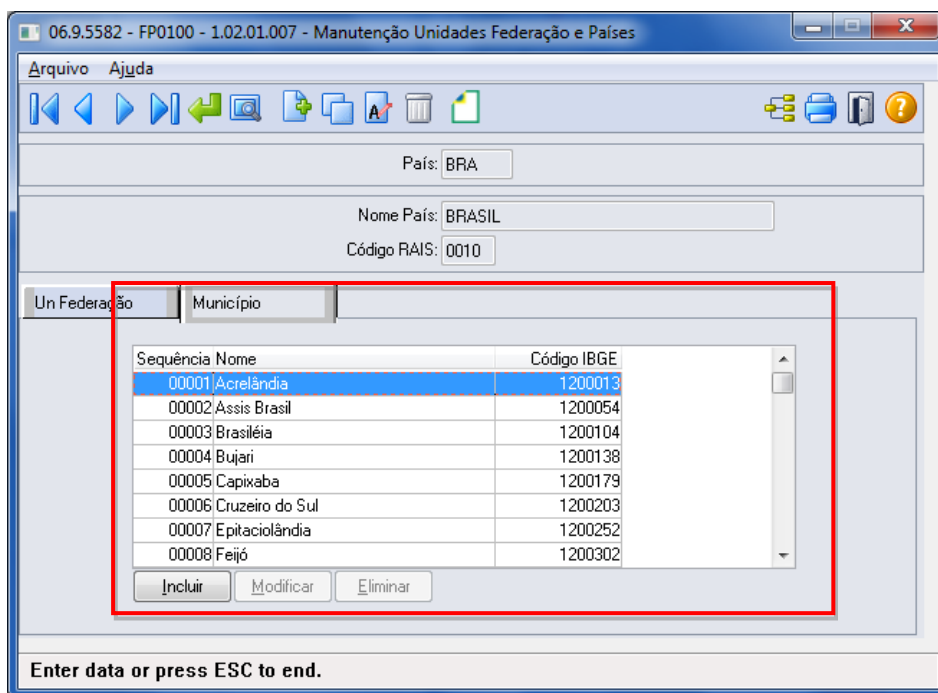 06.9.5582 - FP0100 - 1.02.01.007 - Manutenção Unidades Federação e Países
Arquivo Ajuda
País: BRA
Nome País: BRASIL
Código RAIS: 0010
Un Federação Município
Sequência Nome Código IBGE
00001 Acrelândia 1200013
00002 Assis Brasil 1200054
00003 Brasiléia 1200104
00004 Bujari 1200138
00005 Capixaba 1200179
00006 Cruzeiro do Sul 1200203
00007 Epitaciolândia 1200252
00008 Feijó 1200302
Incluir Modificar Eliminar
Enter data or press ESC to end.